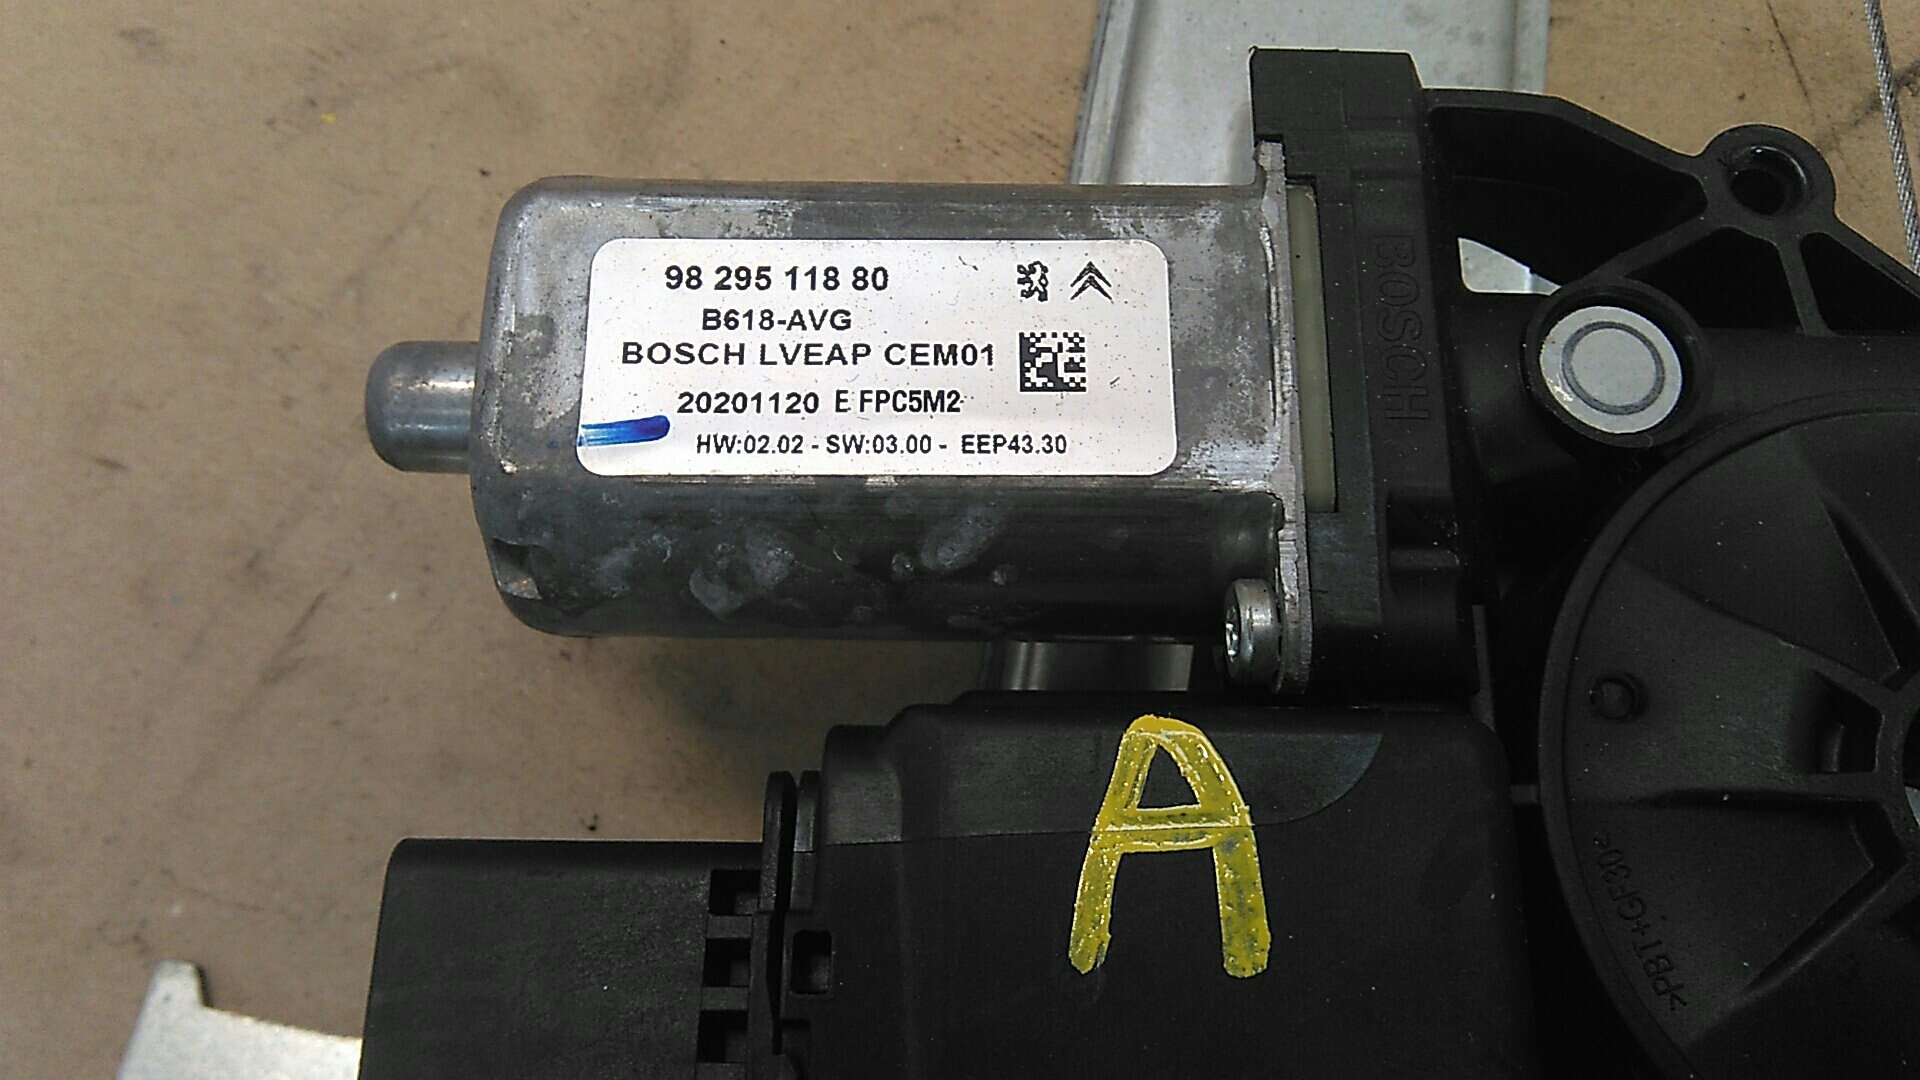 98 295 118 80
B618-AVG
BOSCH LVEAP CEM01
20201120 E FPC5M2
HW:02.02 - SW:03.00 - EEP43.30
BOSCH
A
>PBT+GF30<